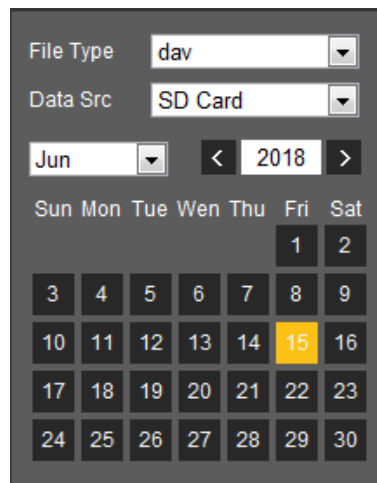 File Type dav
Data Src SD Card
Jun < 2018 >
Sun Mon Tue Wen Thu Fri Sat
1 2
3 4 5 6 7 8 9
10 11 12 13 14 15 16
17 18 19 20 21 22 23
24 25 26 27 28 29 30